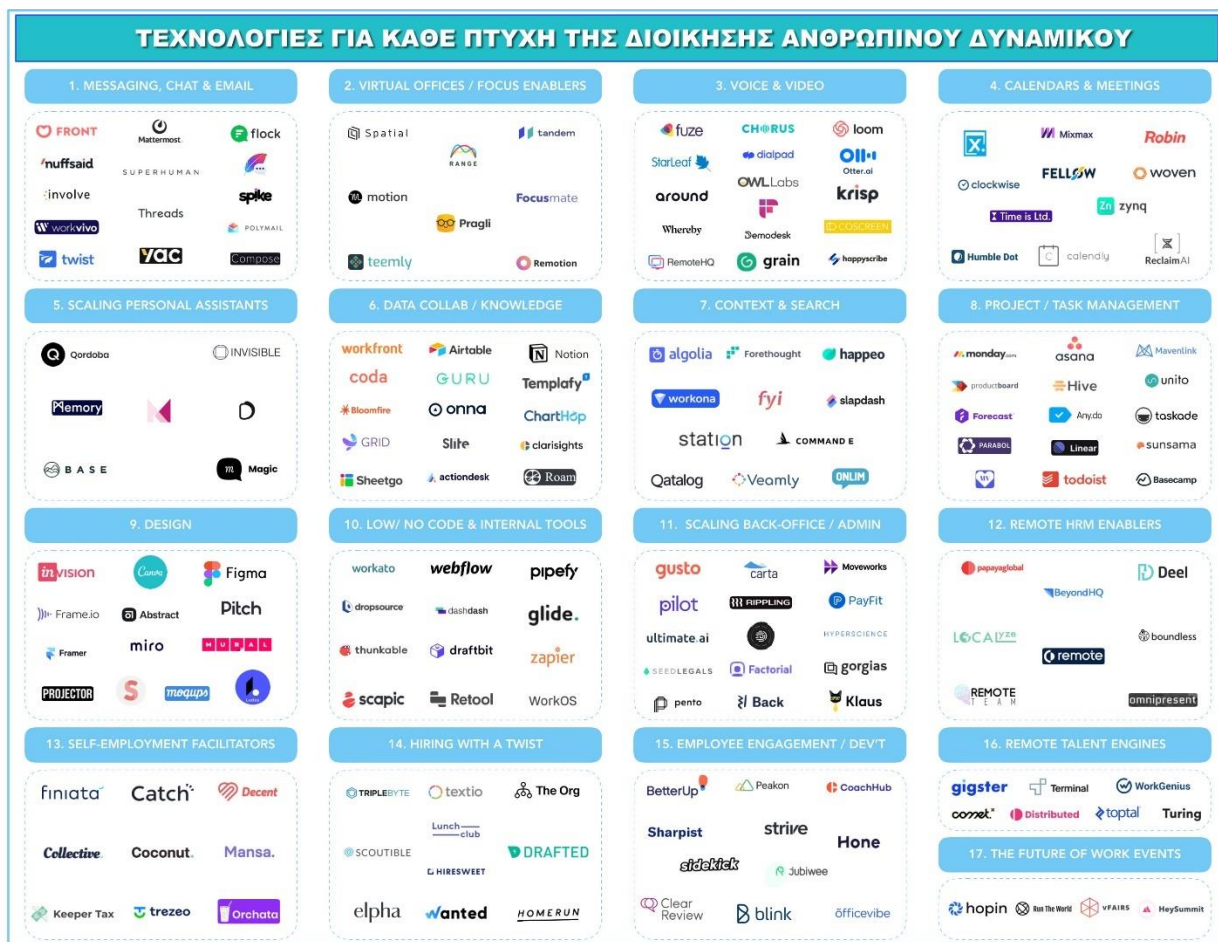 ΤΕΧΝΟΛΟΓΙΕΣ ΓΙΑ ΚΑΘΕ ΠΤΥΧΗ ΤΗΣ ΔΙΟΙΚΗΣΗΣ ΑΝΘΡΩΠΙΝΟΥ ΔΥΝΑΜΙΚΟΥ
1. MESSAGING, CHAT & EMAIL
FRONT
Mattermost
flock
'nuffsaid
SUPERHUMAN
involve
spike
Threads
workvivo
POLYMAIL
twist
yac
Compose
2. VIRTUAL OFFICES / FOCUS ENABLERS
Spatial
tandem
RANGE
motion
Focusmate
Pragli
teemly
Remotion
3. VOICE & VIDEO
fuze
CHORUS
loom
StarLeaf
dialpad
Otter.ai
OWL Labs
around
krisp
Whereby
Demodesk
COSCREEN
RemoteHQ
grain
happyscribe
4. CALENDARS & MEETINGS
X.
Mixmax
Robin
clockwise
FELLOW
woven
Time is Ltd.
Zn zynq
Humble Dot
C calendly
ReclaimAI
5. SCALING PERSONAL ASSISTANTS
Qordoba
INVISIBLE
Memory
BASE
m Magic
6. DATA COLLAB / KNOWLEDGE
workfront
Airtable
N Notion
coda
GURU
Templafy
Bloomfire
onna
ChartHop
GRID
Slite
clarisights
Sheetgo
actiondesk
Roam
7. CONTEXT & SEARCH
algolia
Forethought
happeo
workona
fyi
slapdash
station
COMMAND E
Qatalog
Veamly
ONLIM
8. PROJECT / TASK MANAGEMENT
monday.com
asana
Mavenlink
productboard
Hive
unito
Forecast
Any.do
taskade
PARABOL
Linear
sunsama
todoist
Basecamp
9. DESIGN
inVISION
Canva
Figma
Frame.io
Abstract
Pitch
Framer
miro
MURAL
PROJECTOR
S
moqups
10. LOW/ NO CODE & INTERNAL TOOLS
workato
webflow
pipefy
dropsource
dashdash
glide.
thunkable
draftbit
zapier
scapic
Retool
WorkOS
11. SCALING BACK-OFFICE / ADMIN
gusto
carta
Moveworks
pilot
RIPPLING
PayFit
ultimate.ai
HYPERSCIENCE
SEEDLEGALS
Factorial
gorgias
pento
Back
Klaus
12. REMOTE HRM ENABLERS
papayaglobal
Deel
BeyondHQ
LOCALYze
boundless
remote
REMOTE TEAM
omnipresent
13. SELF-EMPLOYMENT FACILITATORS
finiata
Catch
Decent
Collective.
Coconut.
Mansa.
Keeper Tax
trezeo
Orchata
14. HIRING WITH A TWIST
TRIPLEBYTE
textio
The Org
Lunch club
SCOUTIBLE
DRAFTED
HIRESWEET
elpha
Wanted
HOMERUN
15. EMPLOYEE ENGAGEMENT / DEV'T
BetterUp
Peakon
CoachHub
Sharpist
strive
Hone
sidekick
Jubiwee
Clear Review
blink
officevibe
16. REMOTE TALENT ENGINES
gigster
Terminal
WorkGenius
comet.
Distributed
toptal
Turing
17. THE FUTURE OF WORK EVENTS
hopin
Run The World
vFAIRS
HeySummit